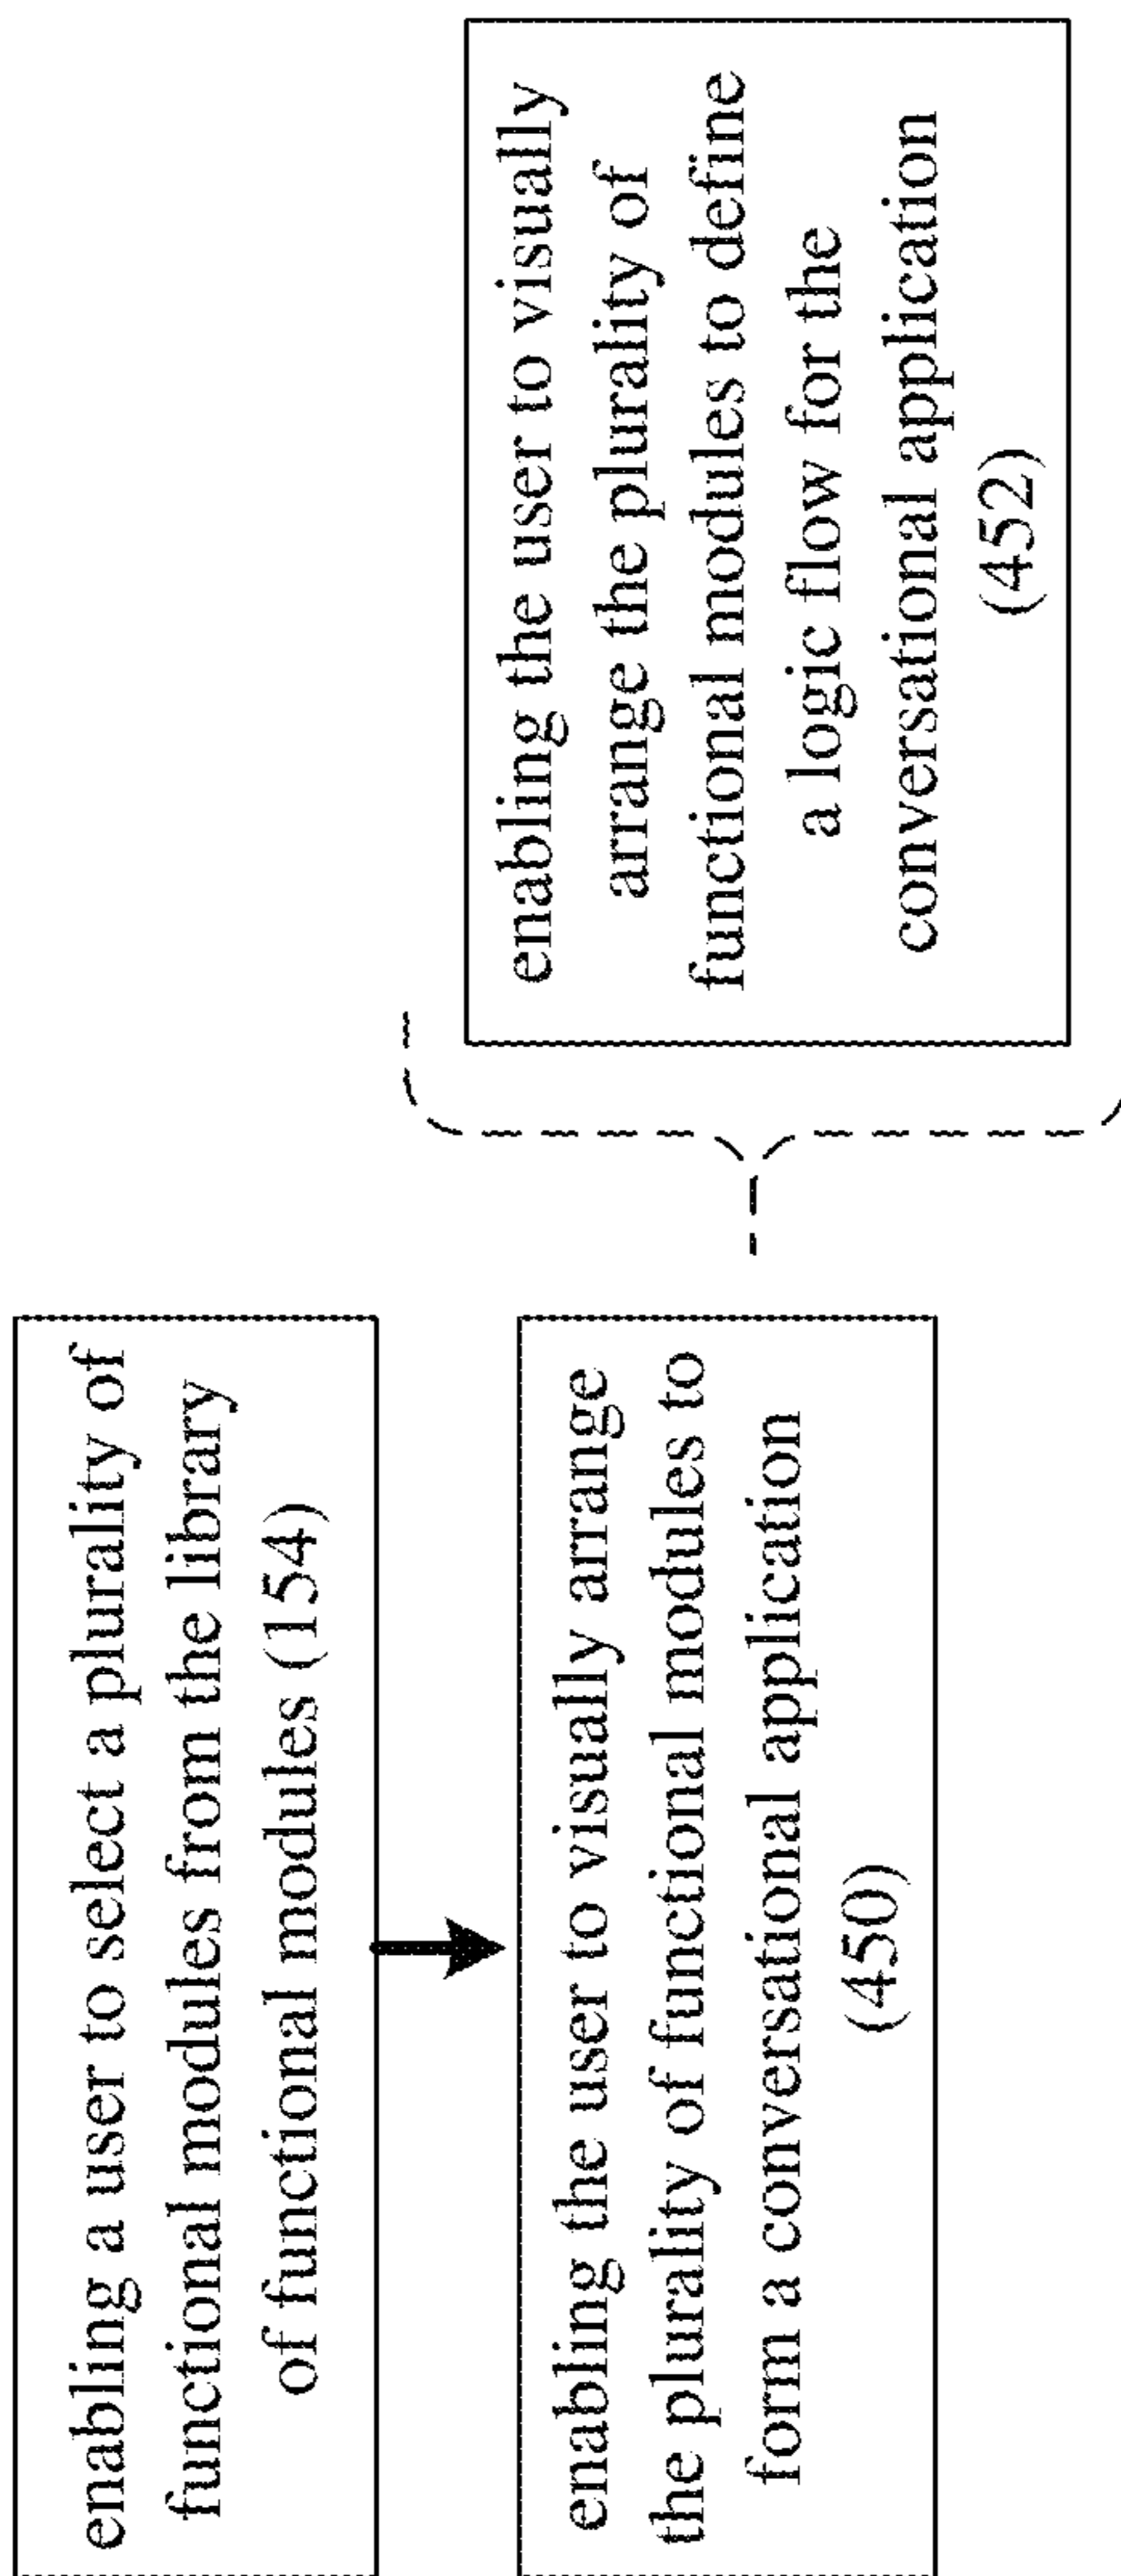 enabling a user to select a plurality of
functional modules from the library
of functional modules (154)
enabling the user to visually arrange
the plurality of functional modules to
form a conversational application
(450)
enabling the user to visually
arrange the plurality of
functional modules to define
a logic flow for the
conversational application
(452)